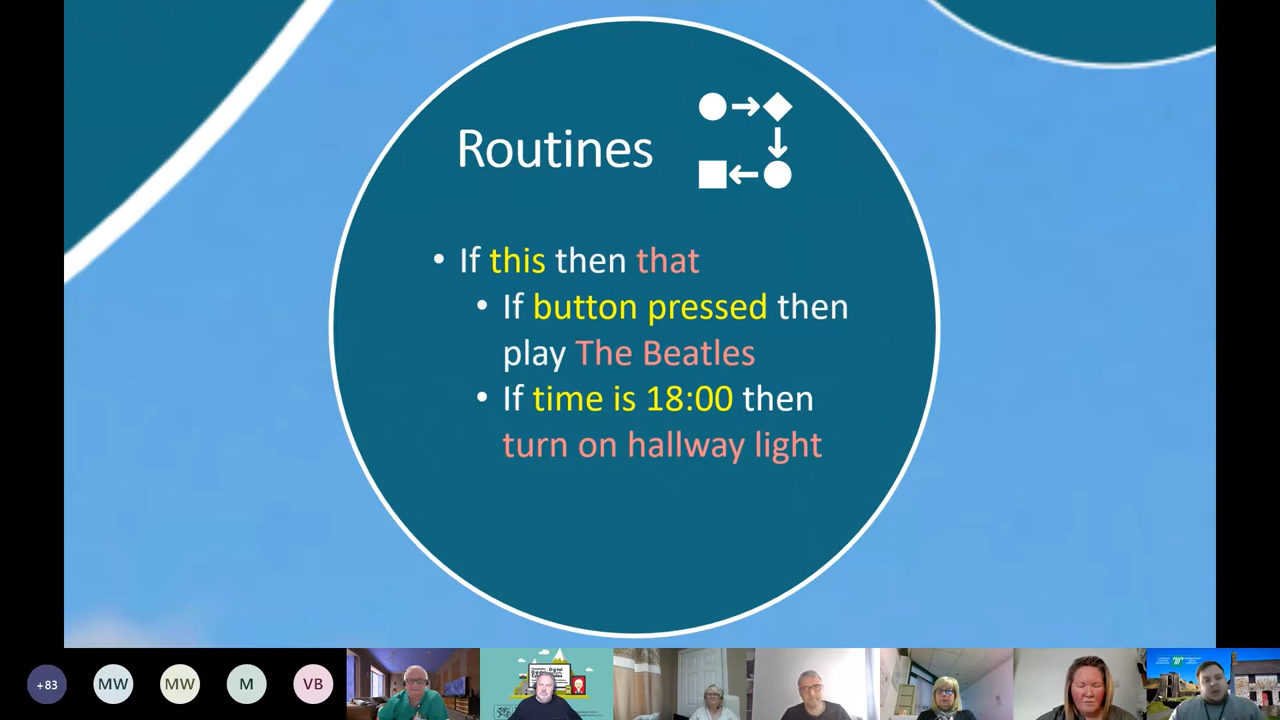 Routines
• If this then that
• If button pressed then
play The Beatles
• If time is 18:00 then
turn on hallway light
+83
MW
MW
M
VB